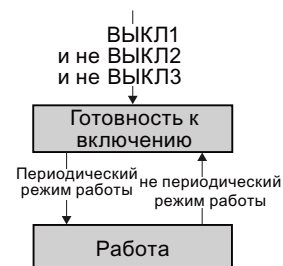 ВЫКЛ1
и не ВЫКЛ2
и не ВЫКЛ3
Готовность к
включению
Периодический
режим работы
не периодический
режим работы
Работа